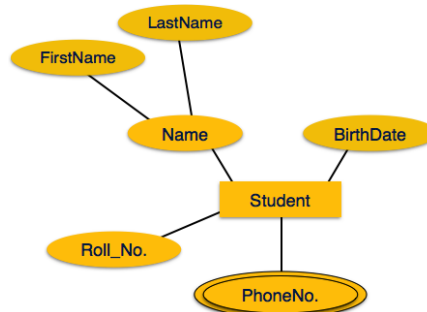 LastName
FirstName
Name
BirthDate
Student
Roll_No.
PhoneNo.